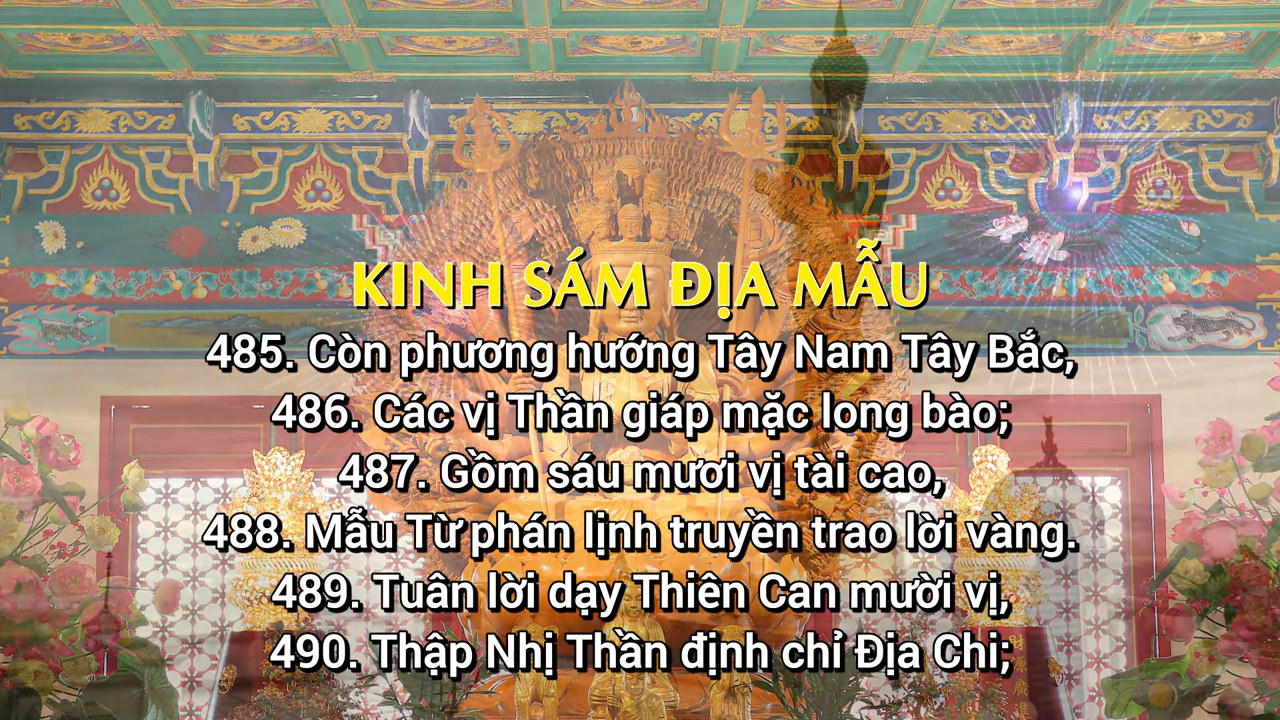 KINH SÁM ĐỊA MẪU
485. Còn phương hướng Tây Nam Tây Bắc,
486. Các vị Thần giáp mặc long bào;
487. Gồm sáu mươi vị tài cao,
488. Mẫu Từ phán lịnh truyền trao lời vàng.
489. Tuân lời dạy Thiên Can mười vị,
490. Thập Nhị Thần định chỉ Địa Chi;